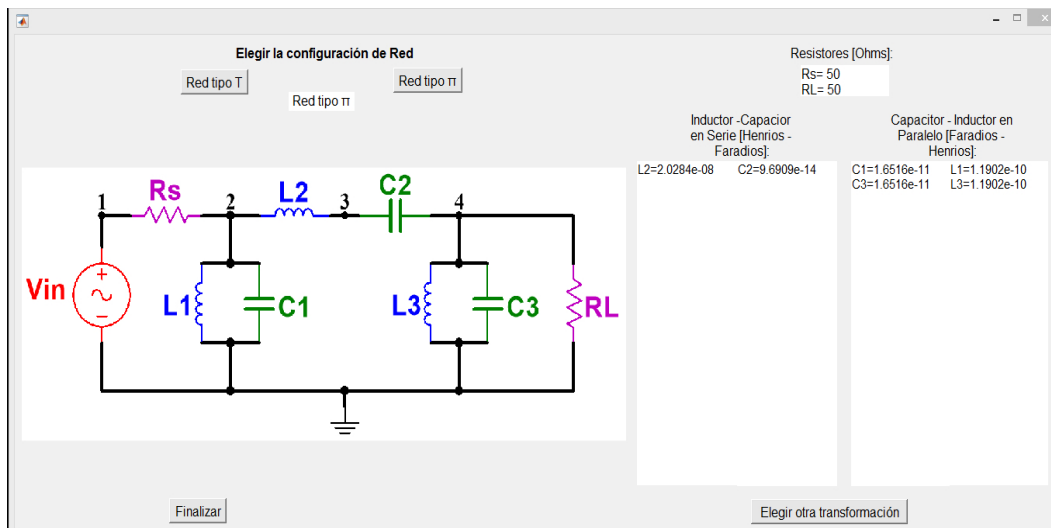 Elegir la configuración de Red
Red tipo T
Red tipo π
Red tipo π
Resistores [Ohms]:
Rs= 50
RL= 50
Inductor -Capacior
en Serie [Henrios -
Faradios]:
L2=2.0284e-08 C2=9.6909e-14
Capacitor - Inductor en
Paralelo [Faradios -
Henrios]:
C1=1.6516e-11 L1=1.1902e-10
C3=1.6516e-11 L3=1.1902e-10
1 Rs 2 L2 3 C2 4
Vin + − L1 C1 L3 C3 RL
Finalizar
Elegir otra transformación